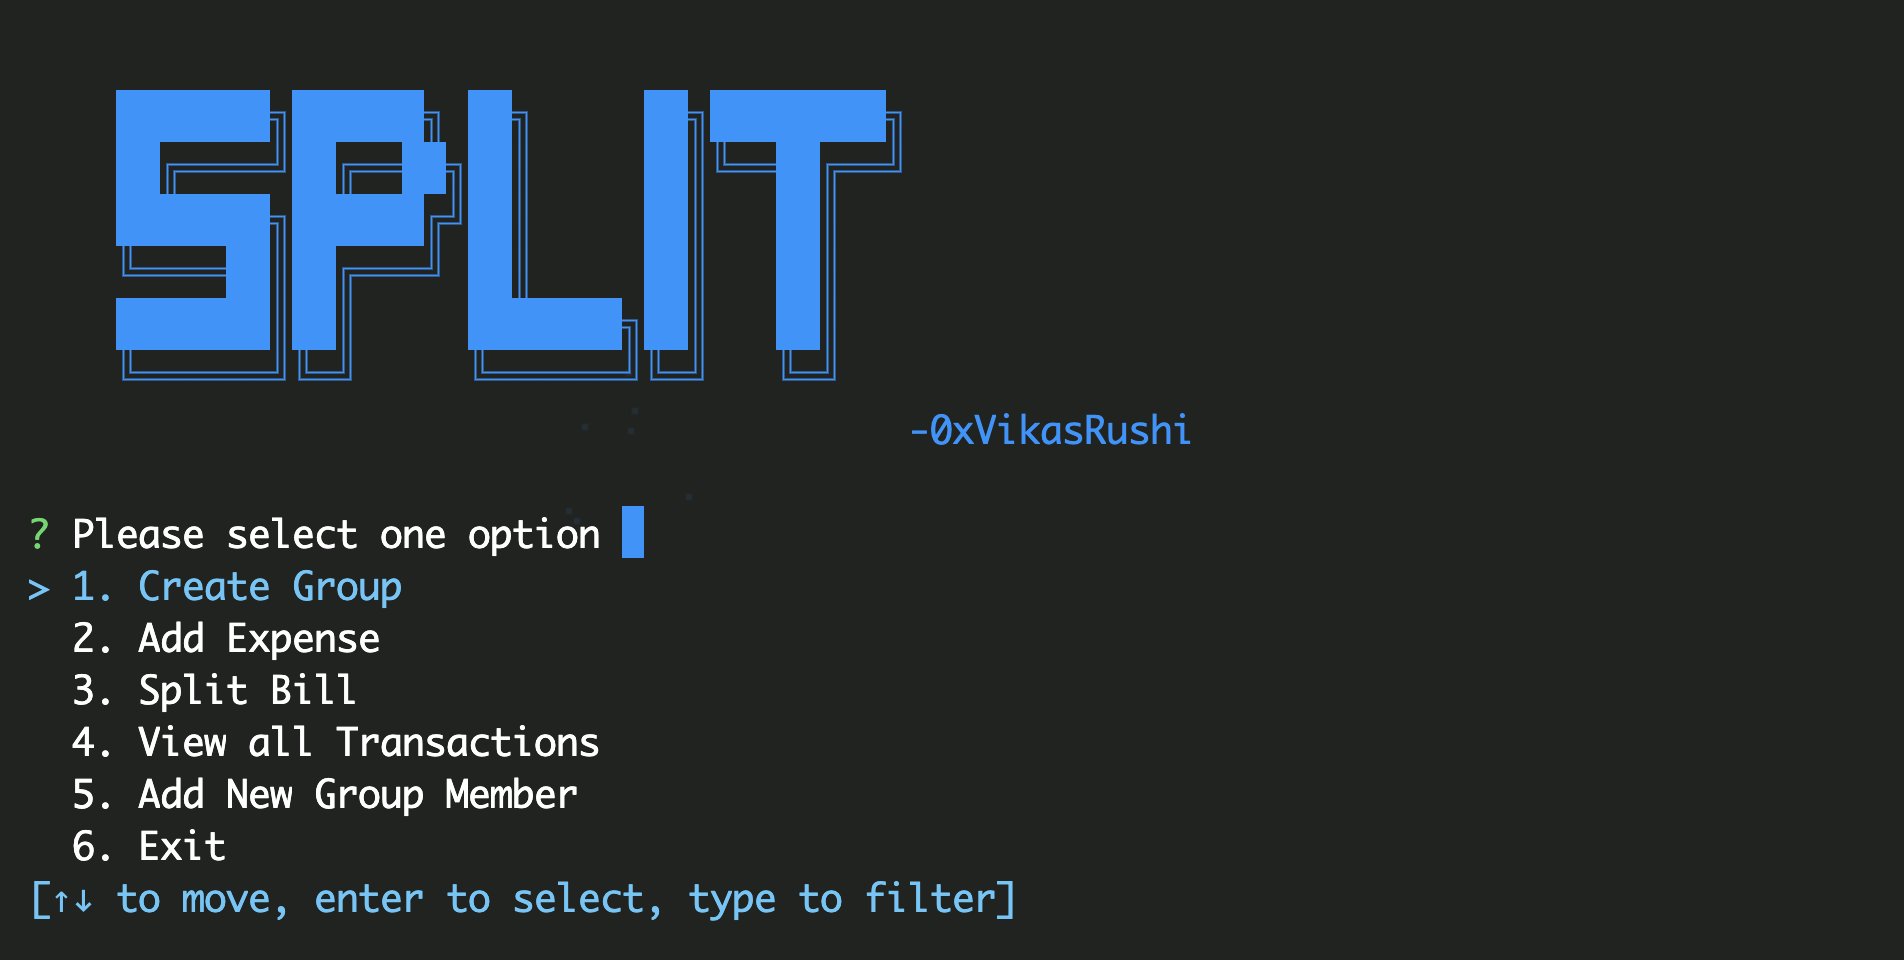 SPLIT
-0xVikasRushi
? Please select one option
> 1. Create Group
2. Add Expense
3. Split Bill
4. View all Transactions
5. Add New Group Member
6. Exit
[↑↓ to move, enter to select, type to filter]